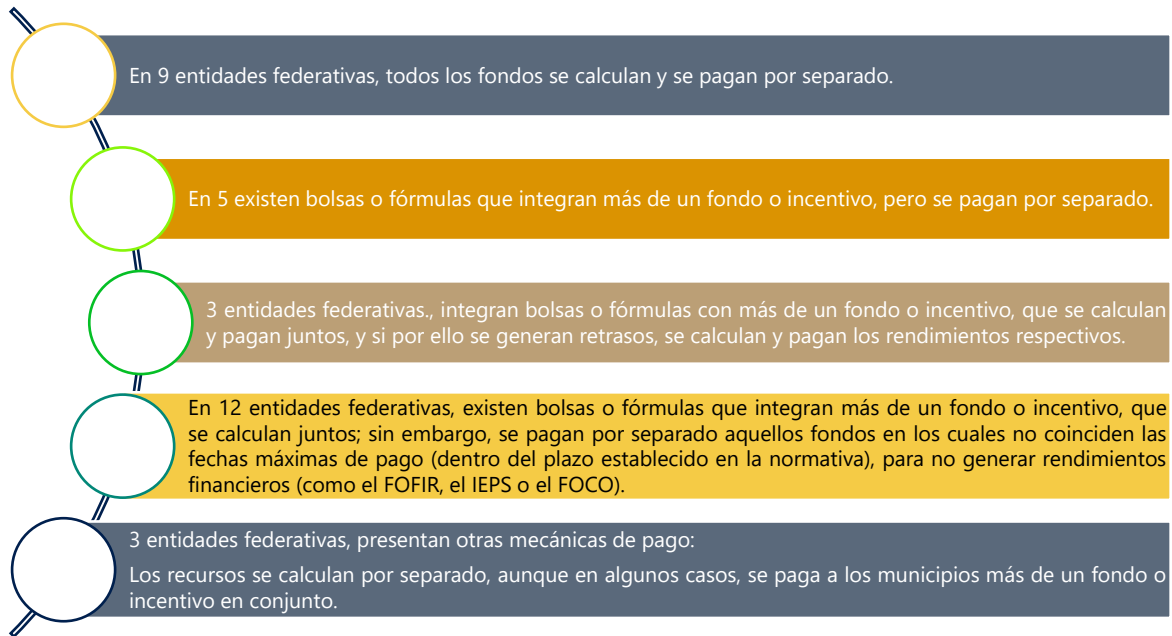 En 9 entidades federativas, todos los fondos se calculan y se pagan por separado.
En 5 existen bolsas o fórmulas que integran más de un fondo o incentivo, pero se pagan por separado.
3 entidades federativas., integran bolsas o fórmulas con más de un fondo o incentivo, que se calculan
y pagan juntos, y si por ello se generan retrasos, se calculan y pagan los rendimientos respectivos.
En 12 entidades federativas, existen bolsas o fórmulas que integran más de un fondo o incentivo, que
se calculan juntos; sin embargo, se pagan por separado aquellos fondos en los cuales no coinciden las
fechas máximas de pago (dentro del plazo establecido en la normativa), para no generar rendimientos
financieros (como el FOFIR, el IEPS o el FOCO).
3 entidades federativas, presentan otras mecánicas de pago:
Los recursos se calculan por separado, aunque en algunos casos, se paga a los municipios más de un fondo o
incentivo en conjunto.